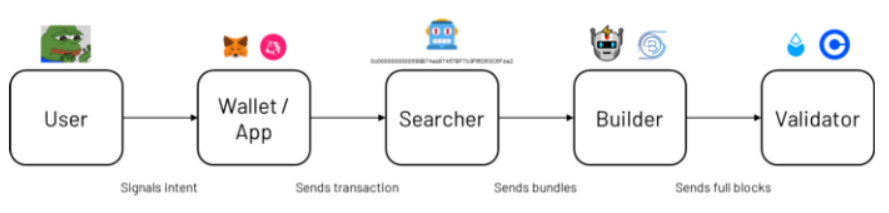 User
Wallet /
App
Searcher
Builder
Validator
Signals intent
Sends transaction
Sends bundles
Sends full blocks